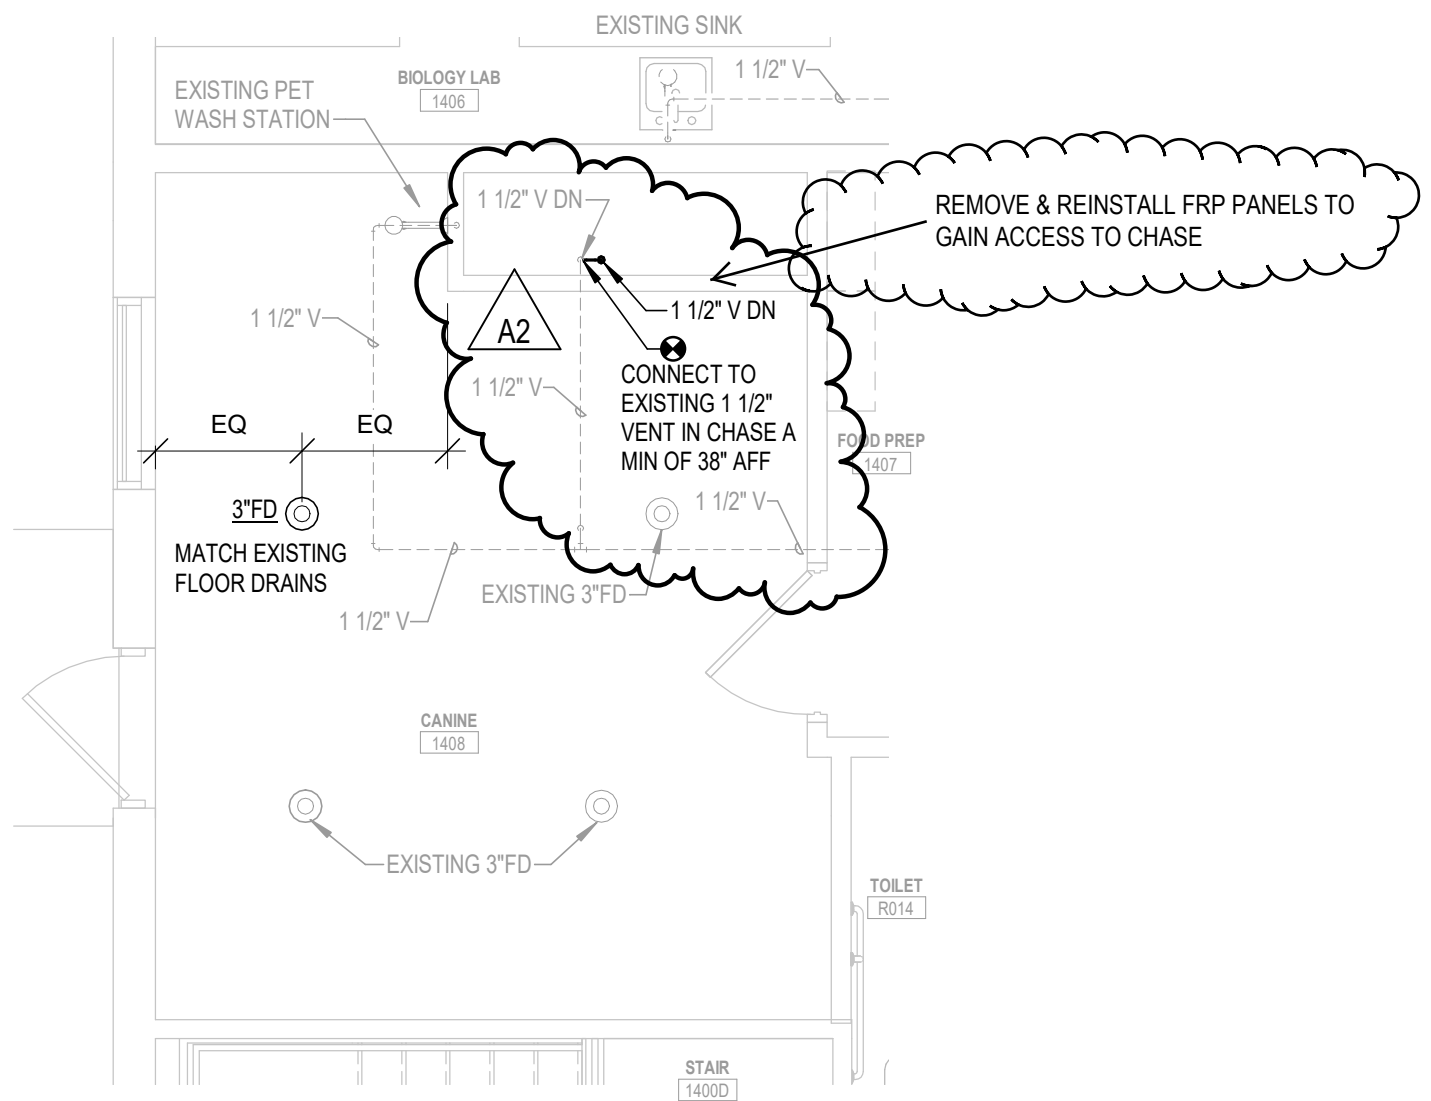 EXISTING SINK
EXISTING PET
WASH STATION
BIOLOGY LAB
1406
1 1/2" V
1 1/2" V DN
REMOVE & REINSTALL FRP PANELS TO
GAIN ACCESS TO CHASE
1 1/2" V
A2
1 1/2" V DN
CONNECT TO
EXISTING 1 1/2"
VENT IN CHASE A
MIN OF 38" AFF
1 1/2" V
EQ
EQ
FOOD PREP
1407
3"FD
MATCH EXISTING
FLOOR DRAINS
1 1/2" V
EXISTING 3"FD
1 1/2" V
CANINE
1408
EXISTING 3"FD
TOILET
R014
STAIR
1400D